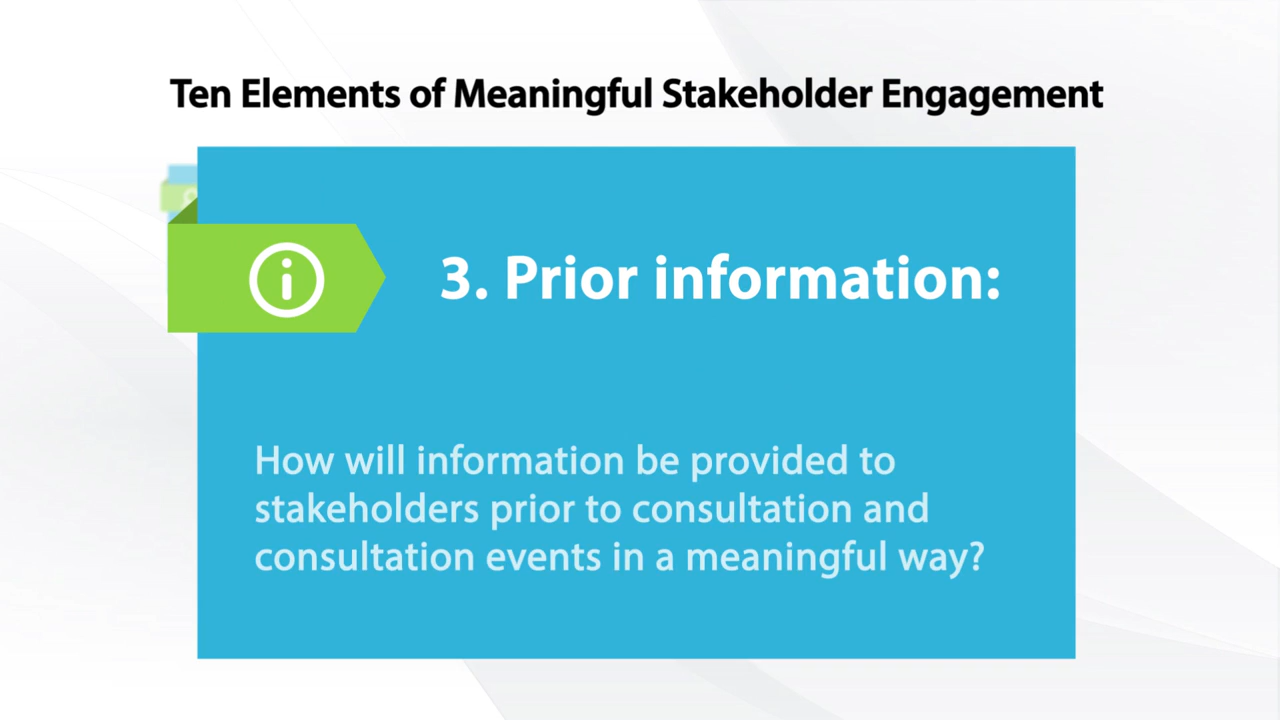 Ten Elements of Meaningful Stakeholder Engagement
3. Prior information:
How will information be provided to
stakeholders prior to consultation and
consultation events in a meaningful way?